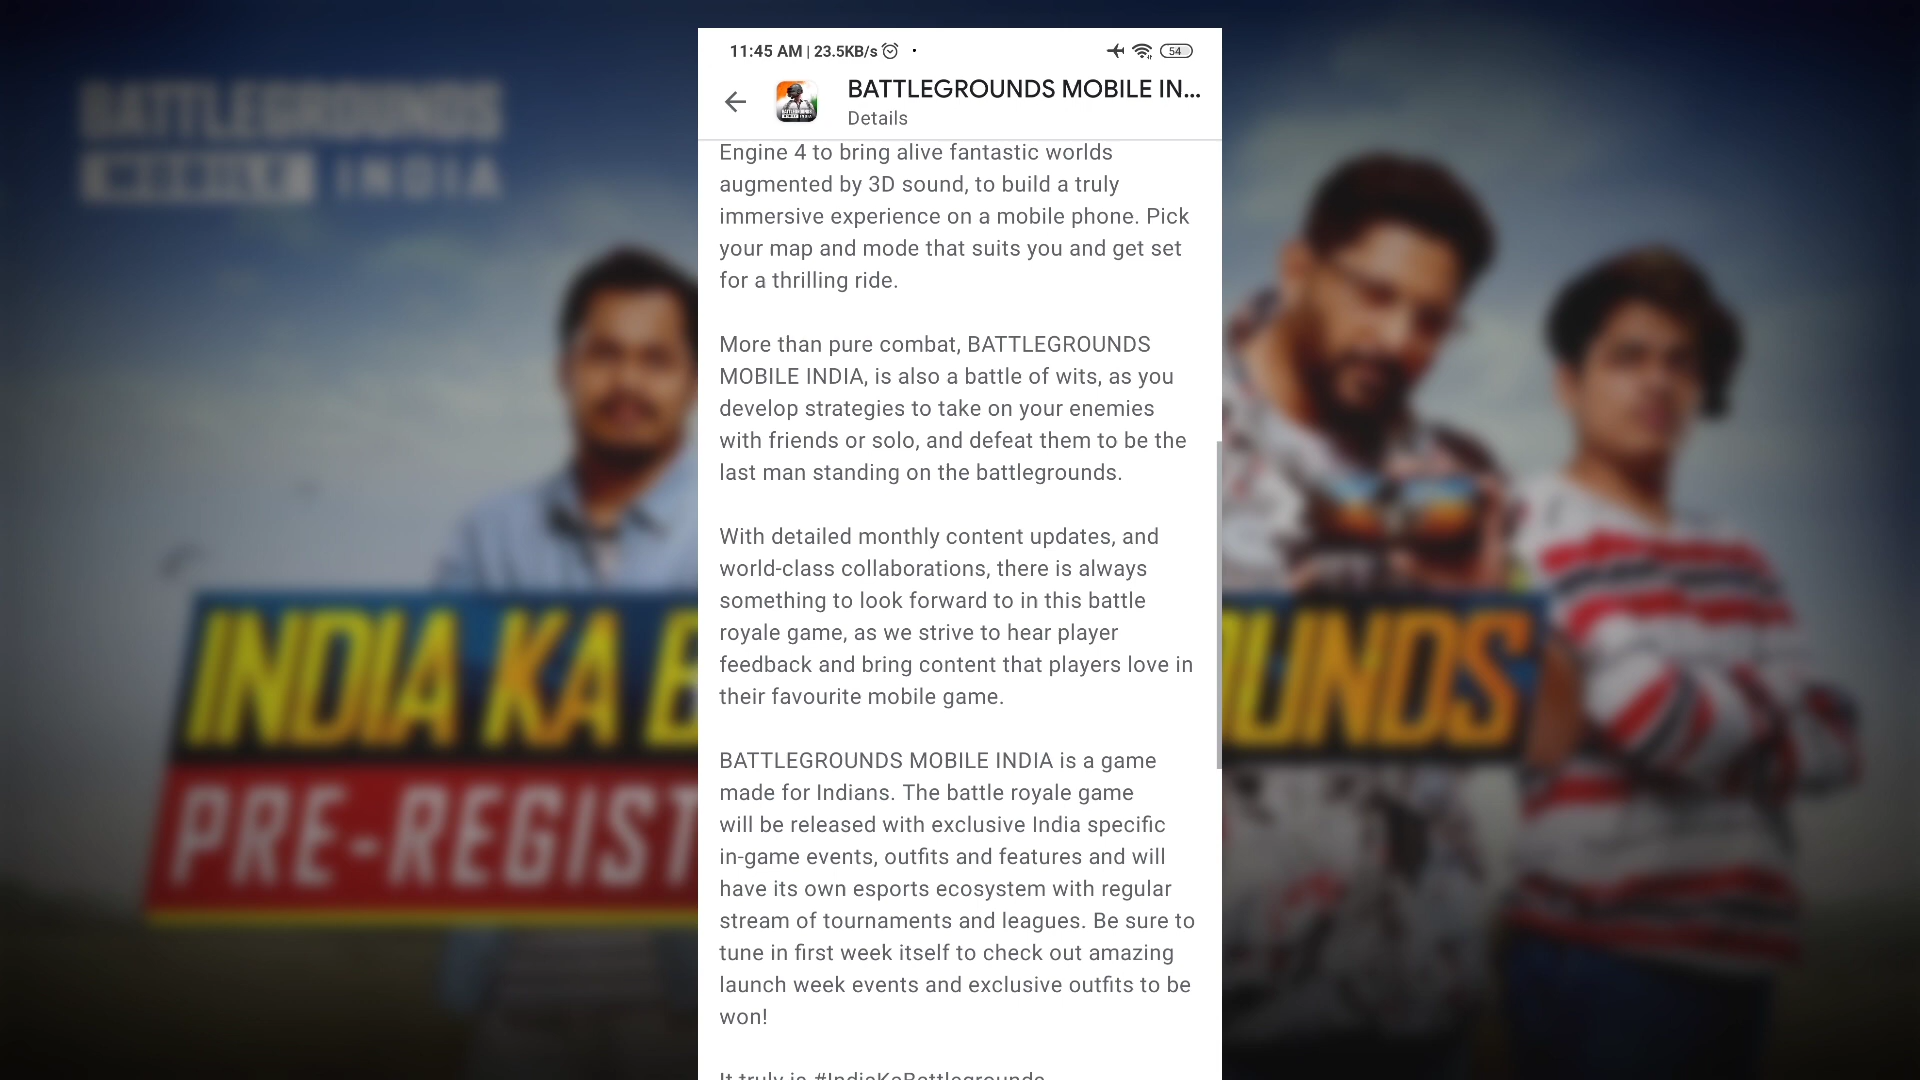 11:45 AM | 23.5KB/s
54
BATTLEGROUNDS MOBILE IN...
Details
Engine 4 to bring alive fantastic worlds
augmented by 3D sound, to build a truly
immersive experience on a mobile phone. Pick
your map and mode that suits you and get set
for a thrilling ride.
More than pure combat, BATTLEGROUNDS
MOBILE INDIA, is also a battle of wits, as you
develop strategies to take on your enemies
with friends or solo, and defeat them to be the
last man standing on the battlegrounds.
With detailed monthly content updates, and
world-class collaborations, there is always
something to look forward to in this battle
royale game, as we strive to hear player
feedback and bring content that players love in
their favourite mobile game.
BATTLEGROUNDS MOBILE INDIA is a game
made for Indians. The battle royale game
will be released with exclusive India specific
in-game events, outfits and features and will
have its own esports ecosystem with regular
stream of tournaments and leagues. Be sure to
tune in first week itself to check out amazing
launch week events and exclusive outfits to be
won!
It truly is #IndiaKaBattlegrounds
BATTLEGROUNDS
MOBILE INDIA
INDIA KA B
UNDS
PRE-REGIST